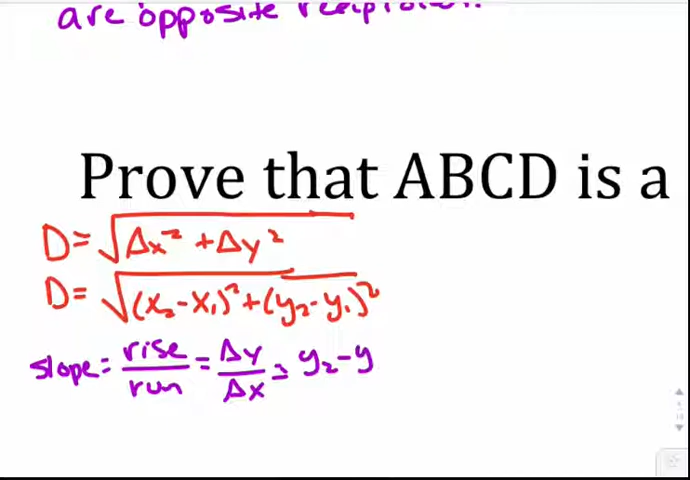 are opposite
Prove that ABCD is a
D = √Δx² + Δy²
D = √(x₂ - x₁)² + (y₂ - y₁)²
slope = rise/run = Δy/Δx = y₂ - y